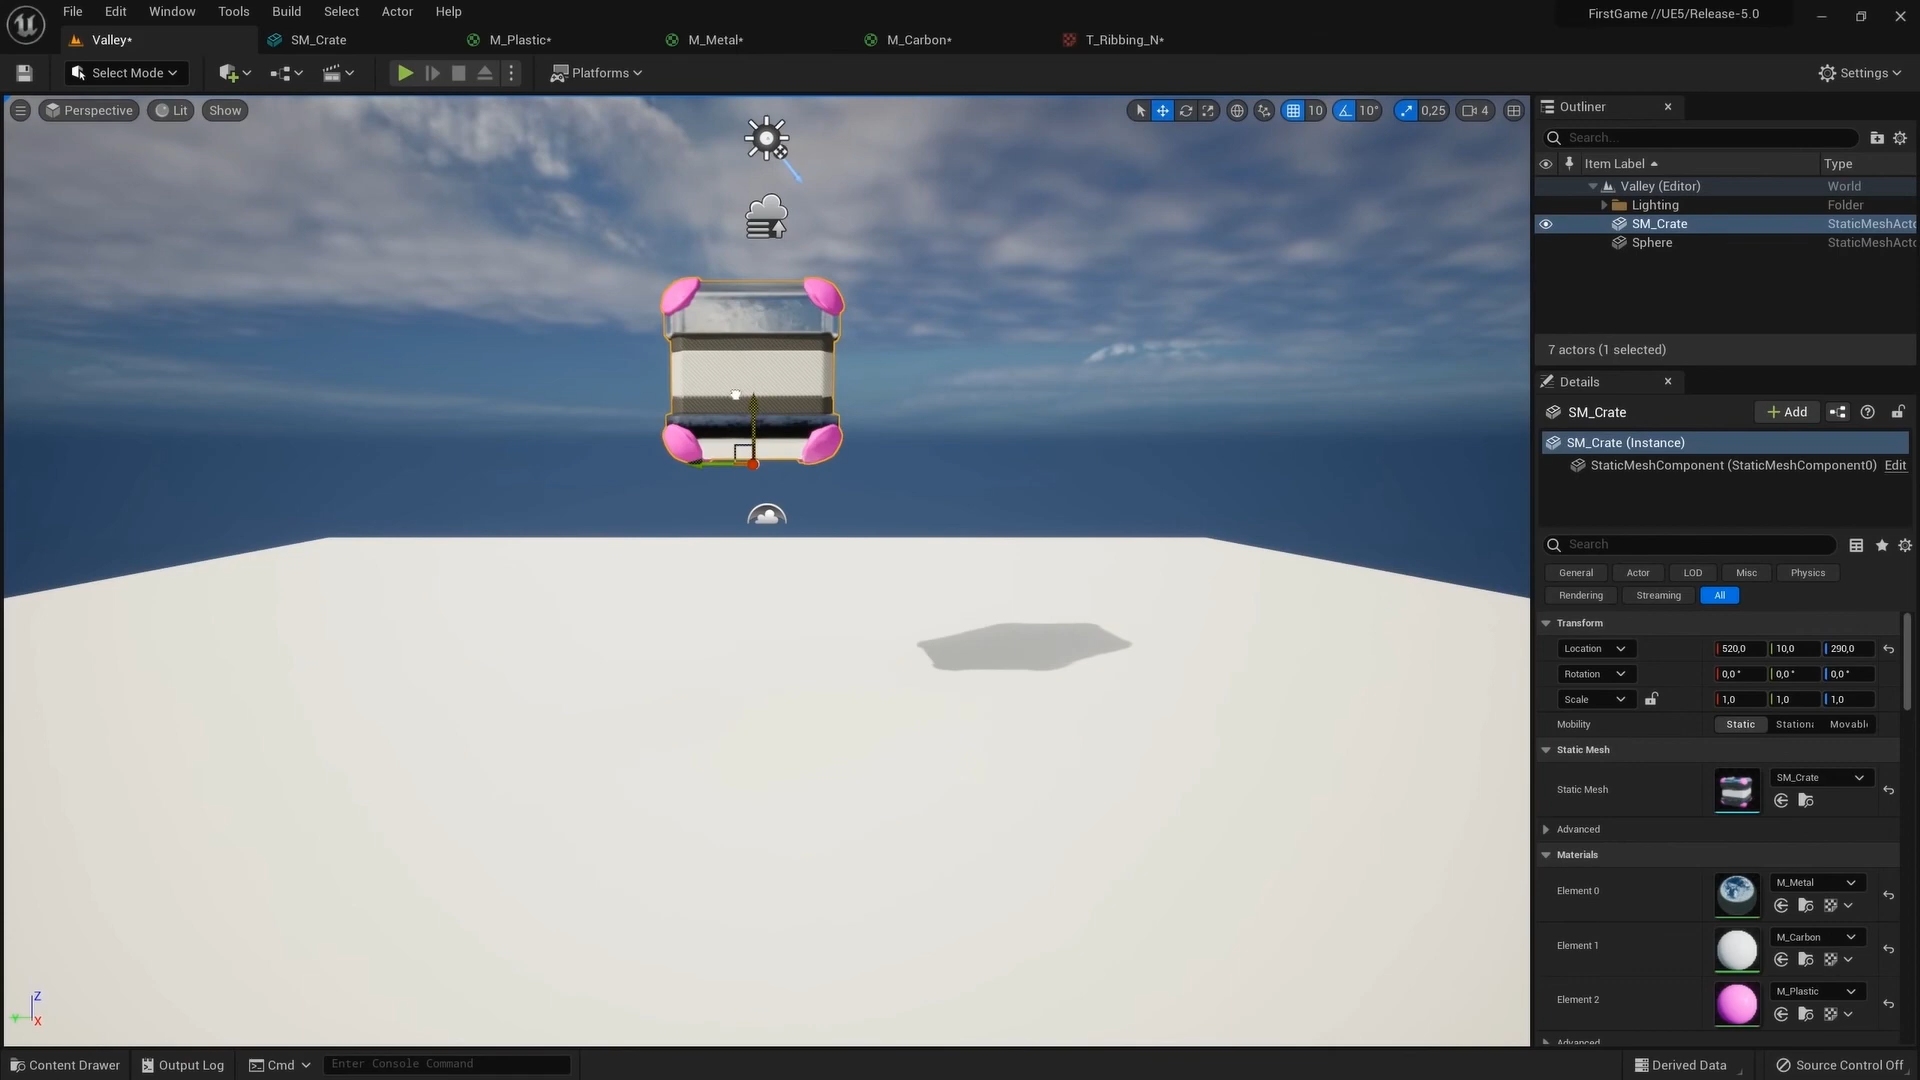 File Edit Window Tools Build Select Actor Help
FirstGame //UE5/Release-5.0
Valley* SM_Crate M_Plastic* M_Metal* M_Carbon* T_Ribbing_N*
Select Mode Platforms Settings
Perspective Lit Show 10 10° 0,25 4
Outliner
Search...
Item Label Type
Valley (Editor) World
Lighting Folder
SM_Crate StaticMeshActo
Sphere StaticMeshActo
7 actors (1 selected)
Details
SM_Crate Add
SM_Crate (Instance)
StaticMeshComponent (StaticMeshComponent0) Edit
Search
General Actor LOD Misc Physics
Rendering Streaming All
Transform
Location 520,0 10,0 290,0
Rotation 0,0 ° 0,0 ° 0,0 °
Scale 1,0 1,0 1,0
Mobility Static Stationa Movabl
Static Mesh
Static Mesh SM_Crate
Advanced
Materials
Element 0 M_Metal
Element 1 M_Carbon
Element 2 M_Plastic
Advanced
Z
Y X
Content Drawer Output Log Cmd Enter Console Command Derived Data Source Control Off